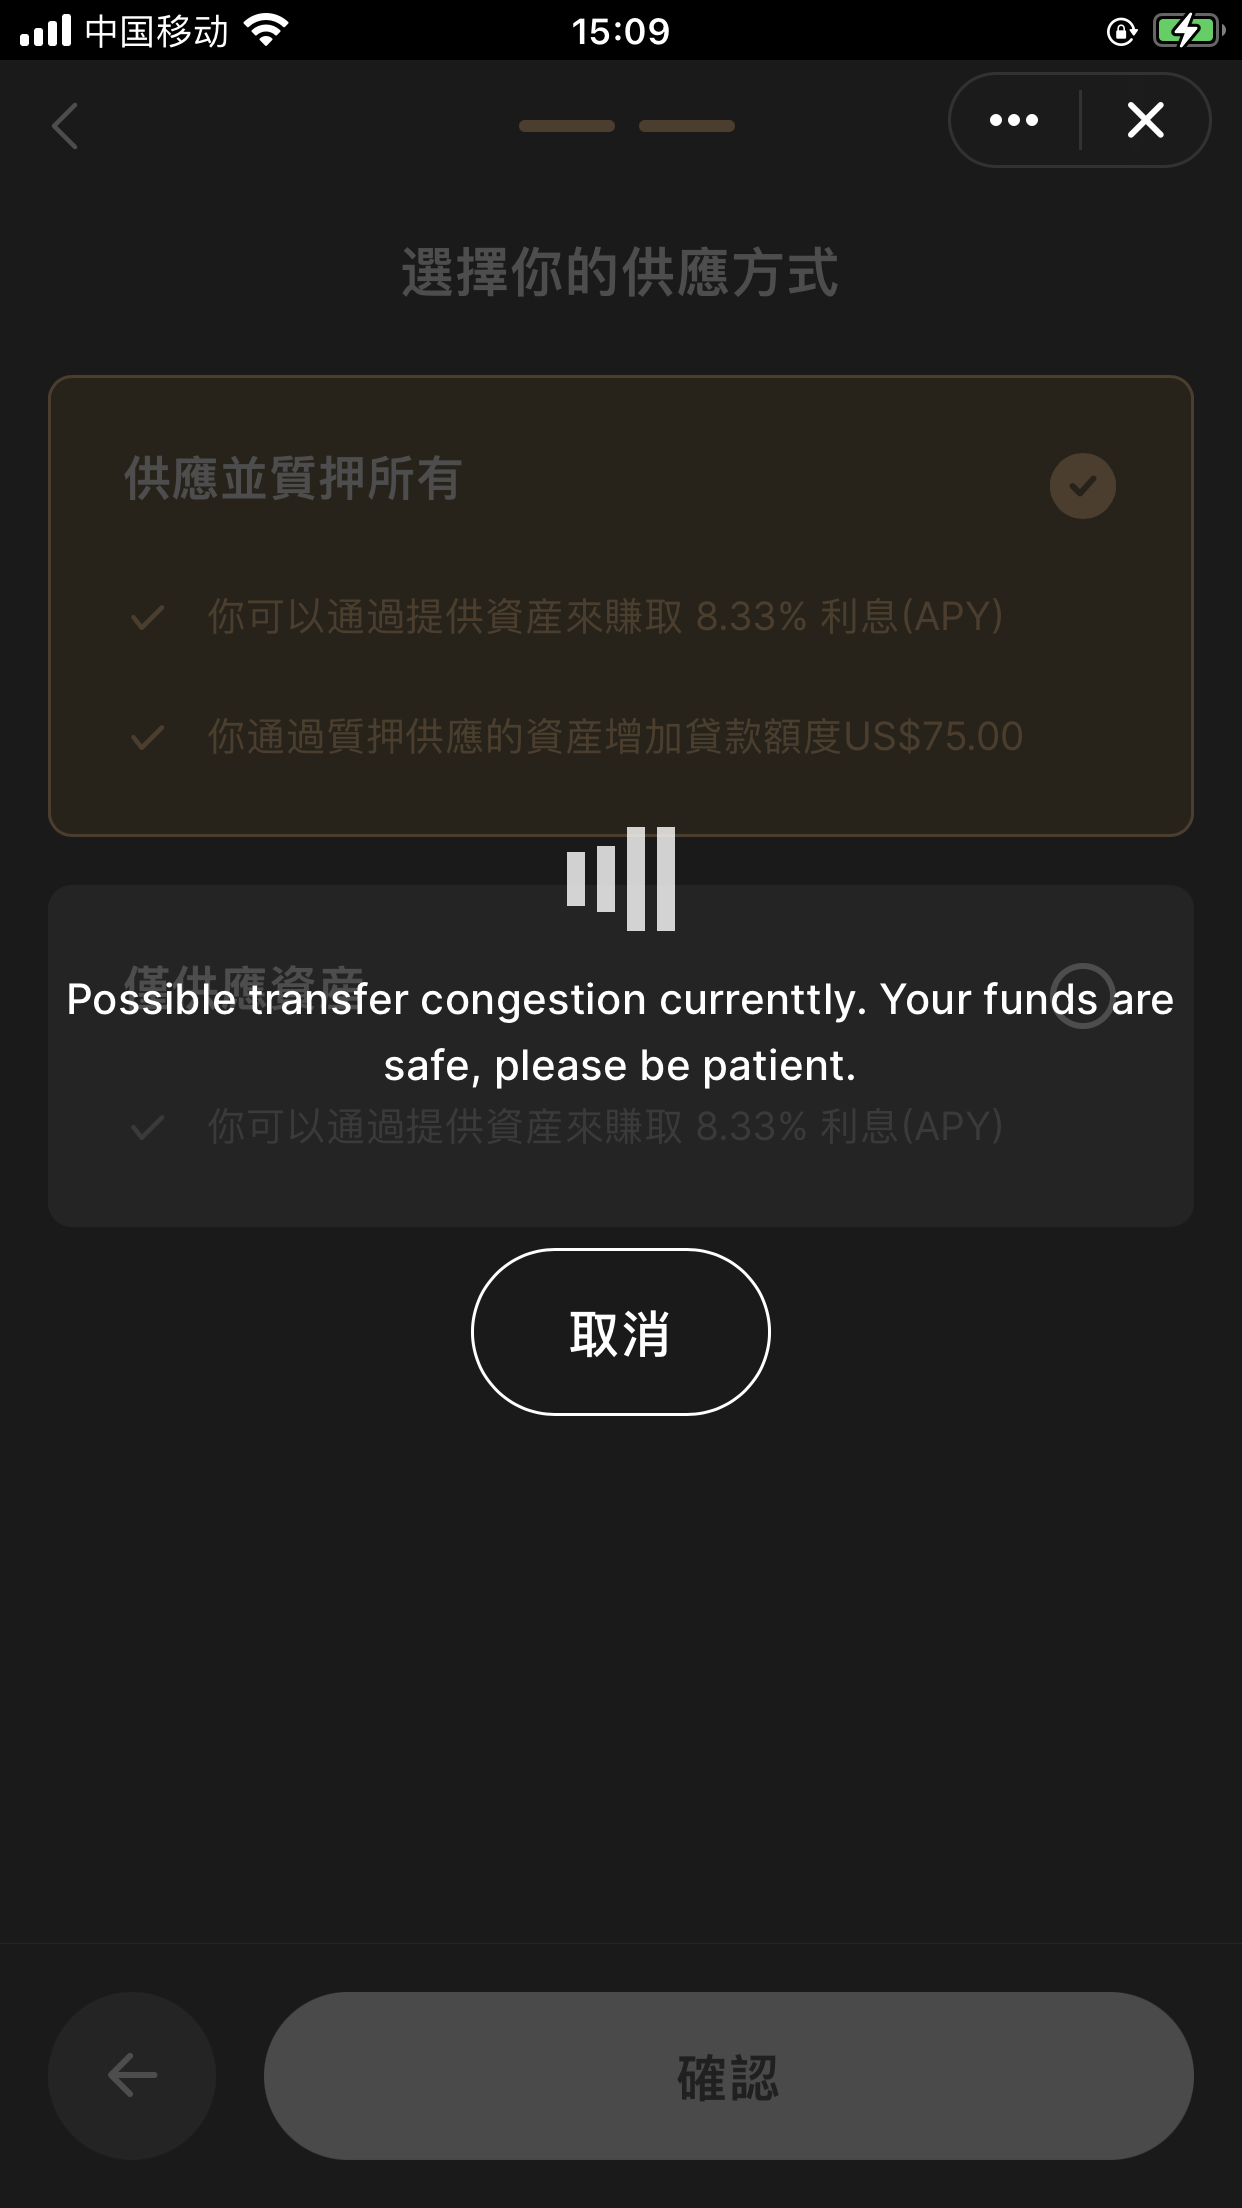 中国移动
15:09
選擇你的供應方式
供應並質押所有
你可以通過提供資産來賺取 8.33% 利息(APY)
你通過質押供應的資産增加貸款額度US$75.00
僅供應資産
Possible transfer congestion currenttly. Your funds are
safe, please be patient.
你可以通過提供資産來賺取 8.33% 利息(APY)
取消
確認